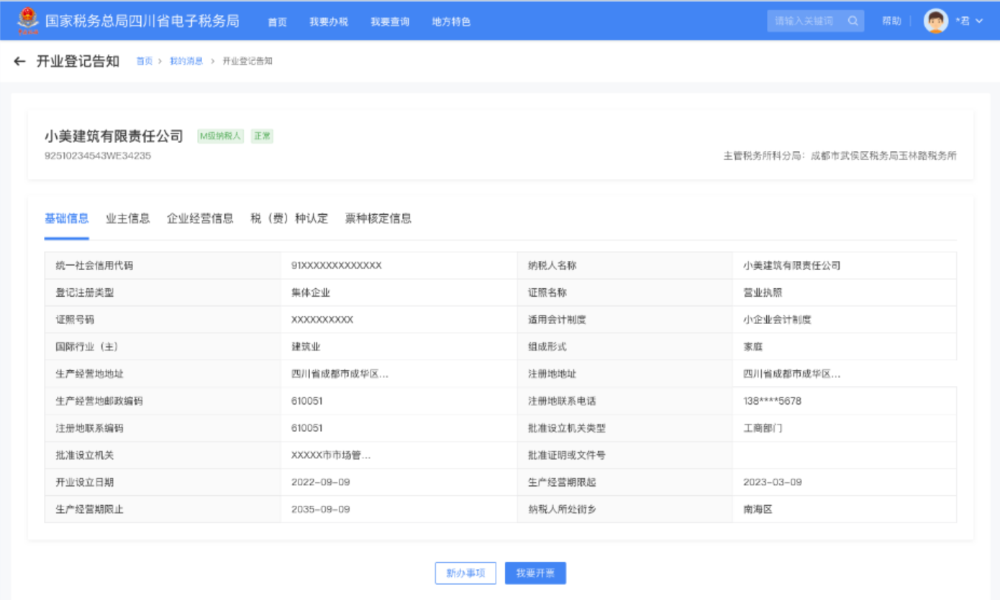 国家税务总局四川省电子税务局 首页 我要办税 我要查询 地方特色 请输入关键词 帮助 *君
开业登记告知 首页 > 我的消息 > 开业登记告知
小美建筑有限责任公司 M级纳税人 正常
92510234543WE34235 主管税务所科分局：成都市武侯区税务局玉林路税务所
基础信息 业主信息 企业经营信息 税（费）种认定 票种核定信息
统一社会信用代码 91XXXXXXXXXXXXX 纳税人名称 小美建筑有限责任公司
登记注册类型 集体企业 证照名称 营业执照
证照号码 XXXXXXXXXX 适用会计制度 小企业会计制度
国际行业（主） 建筑业 组成形式 家庭
生产经营地地址 四川省成都市成华区... 注册地地址 四川省成都市成华区...
生产经营地邮政编码 610051 注册地联系电话 138****5678
注册地联系编码 610051 批准设立机关类型 工商部门
批准设立机关 XXXXX市市场管... 批准证明或文件号
开业设立日期 2022-09-09 生产经营期限起 2023-03-09
生产经营期限止 2035-09-09 纳税人所处街乡 南海区
新办事项 我要开票